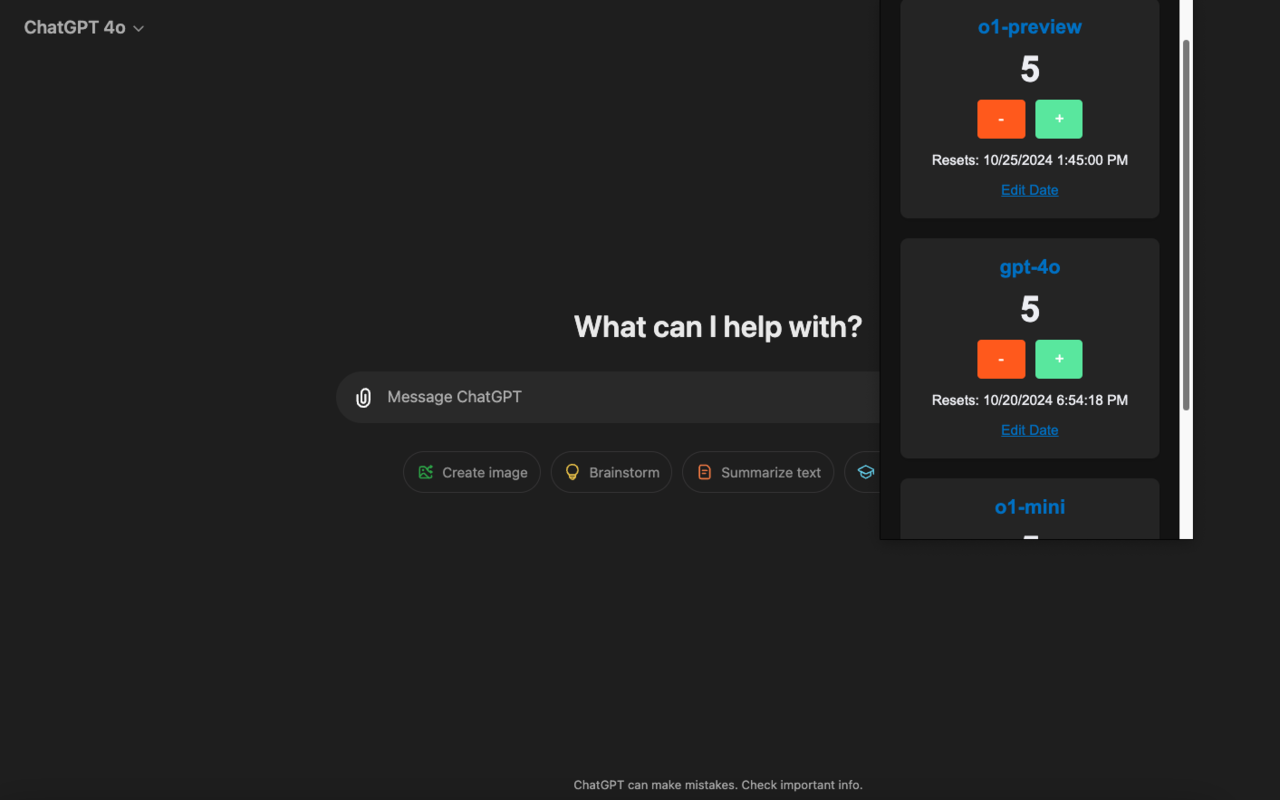 ChatGPT 4o
What can I help with?
Message ChatGPT
Create image
Brainstorm
Summarize text
ChatGPT can make mistakes. Check important info.
o1-preview
5
-
+
Resets: 10/25/2024 1:45:00 PM
Edit Date
gpt-4o
5
-
+
Resets: 10/20/2024 6:54:18 PM
Edit Date
o1-mini